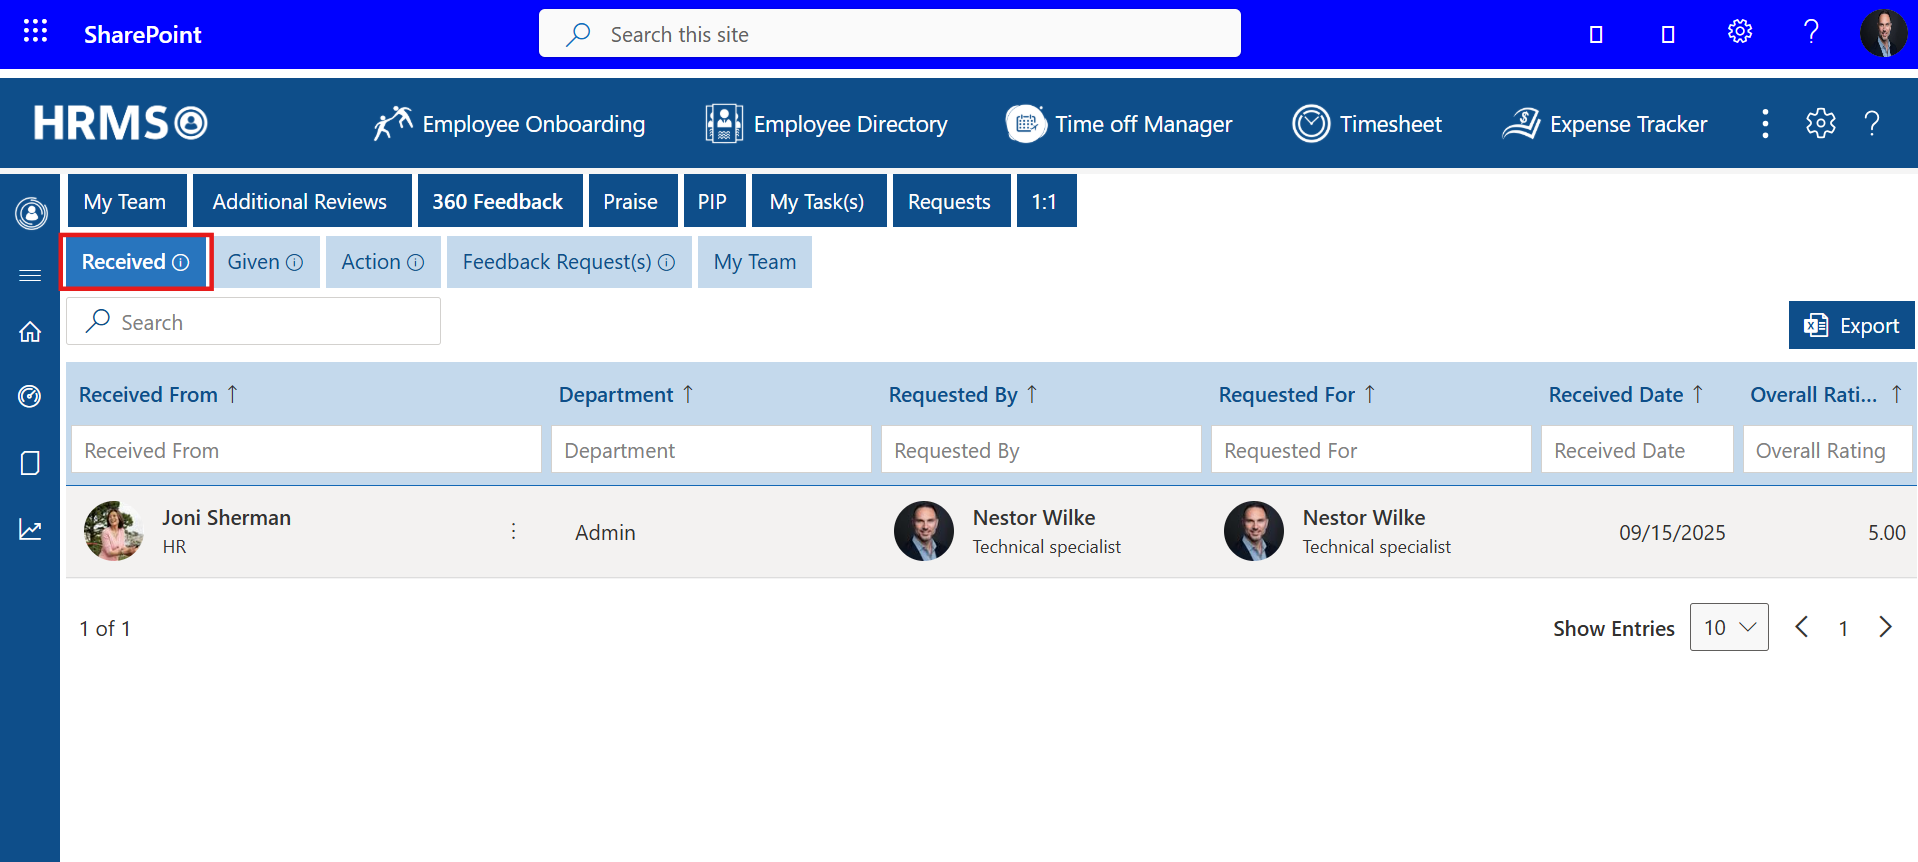 SharePoint
Search this site
HRMS
Employee Onboarding
Employee Directory
Time off Manager
Timesheet
Expense Tracker
My Team
Additional Reviews
360 Feedback
Praise
PIP
My Task(s)
Requests
1:1
Received
Given
Action
Feedback Request(s)
My Team
Search
Export
Received From ↑
Department ↑
Requested By ↑
Requested For ↑
Received Date ↑
Overall Rati... ↑
Received From
Department
Requested By
Requested For
Received Date
Overall Rating
Joni Sherman
HR
Admin
Nestor Wilke
Technical specialist
Nestor Wilke
Technical specialist
09/15/2025
5.00
1 of 1
Show Entries
10
1